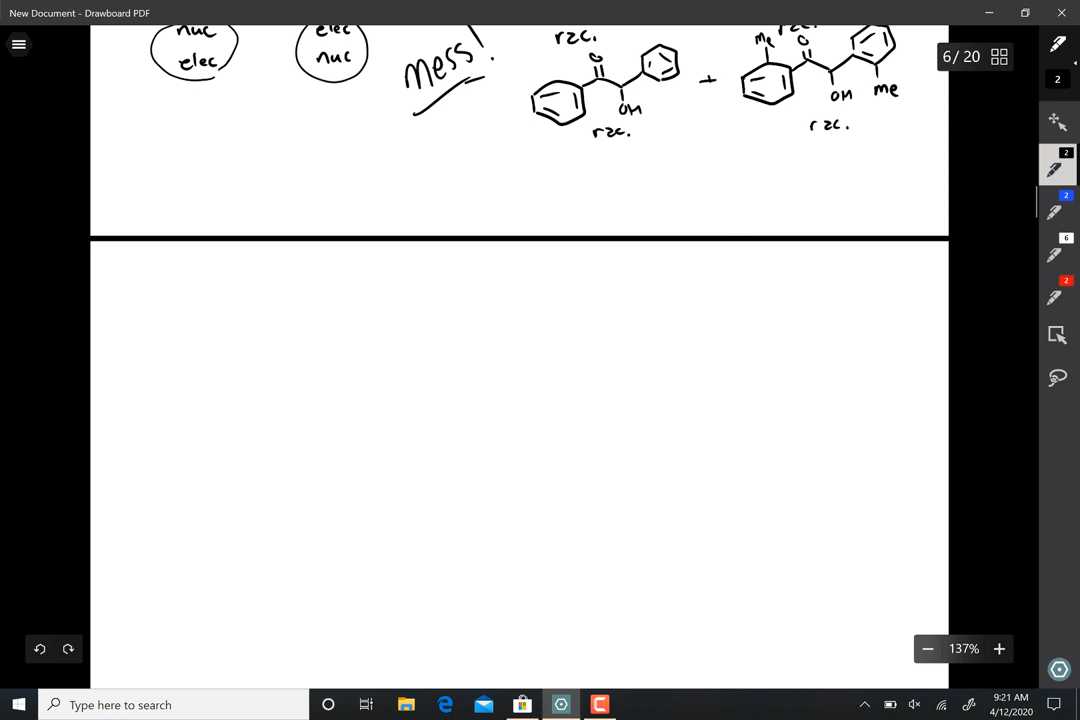 New Document - Drawboard PDF
nuc
elec
elec
nuc
mess!
rac.
O
OH
rac.
+
Me
rac.
O
OH
Me
rac.
6 / 20
2
2
2
6
2
137%
Type here to search
9:21 AM
4/12/2020